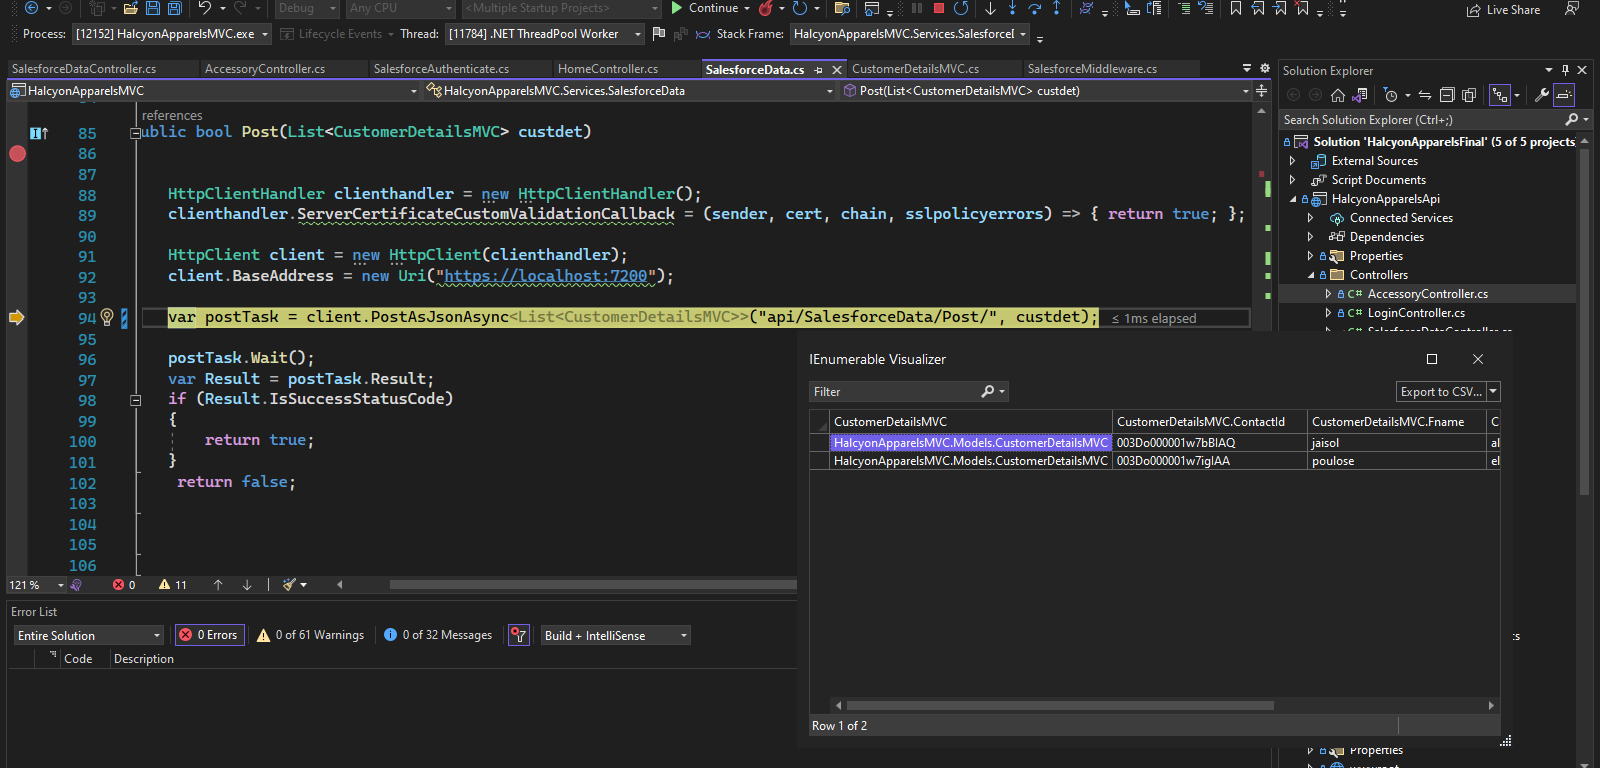 Debug
Any CPU
<Multiple Startup Projects>
Continue
Live Share
Process:
[12152] HalcyonApparelsMVC.exe
Lifecycle Events
Thread:
[11784] .NET ThreadPool Worker
Stack Frame:
HalcyonApparelsMVC.Services.Salesforce
SalesforceDataController.cs
AccessoryController.cs
SalesforceAuthenticate.cs
HomeController.cs
SalesforceData.cs
CustomerDetailsMVC.cs
SalesforceMiddleware.cs
HalcyonApparelsMVC
HalcyonApparelsMVC.Services.SalesforceData
Post(List<CustomerDetailsMVC> custdet)
references
85 ublic bool Post(List<CustomerDetailsMVC> custdet)
86
87
88 HttpClientHandler clienthandler = new HttpClientHandler();
89 clienthandler.ServerCertificateCustomValidationCallback = (sender, cert, chain, sslpolicyerrors) => { return true; };
90
91 HttpClient client = new HttpClient(clienthandler);
92 client.BaseAddress = new Uri("https://localhost:7200");
93
94 var postTask = client.PostAsJsonAsync<List<CustomerDetailsMVC>>("api/SalesforceData/Post/", custdet); ≤ 1ms elapsed
95
96 postTask.Wait();
97 var Result = postTask.Result;
98 if (Result.IsSuccessStatusCode)
99 {
100 return true;
101 }
102 return false;
103
104
105
106
121 %
0
11
Error List
Entire Solution
0 Errors
0 of 61 Warnings
0 of 32 Messages
Build + IntelliSense
Code
Description
IEnumerable Visualizer
Filter
Export to CSV...
CustomerDetailsMVC CustomerDetailsMVC.ContactId CustomerDetailsMVC.Fname C
HalcyonApparelsMVC.Models.CustomerDetailsMVC 003Do000001w7bBIAQ jaisol al
HalcyonApparelsMVC.Models.CustomerDetailsMVC 003Do000001w7igIAA poulose el
Row 1 of 2
Solution Explorer
Search Solution Explorer (Ctrl+;)
Solution 'HalcyonApparelsFinal' (5 of 5 projects
External Sources
Script Documents
HalcyonApparelsApi
Connected Services
Dependencies
Properties
Controllers
C# AccessoryController.cs
C# LoginController.cs
C# SalesforceDataController.cs
cs
Properties
wwwroot